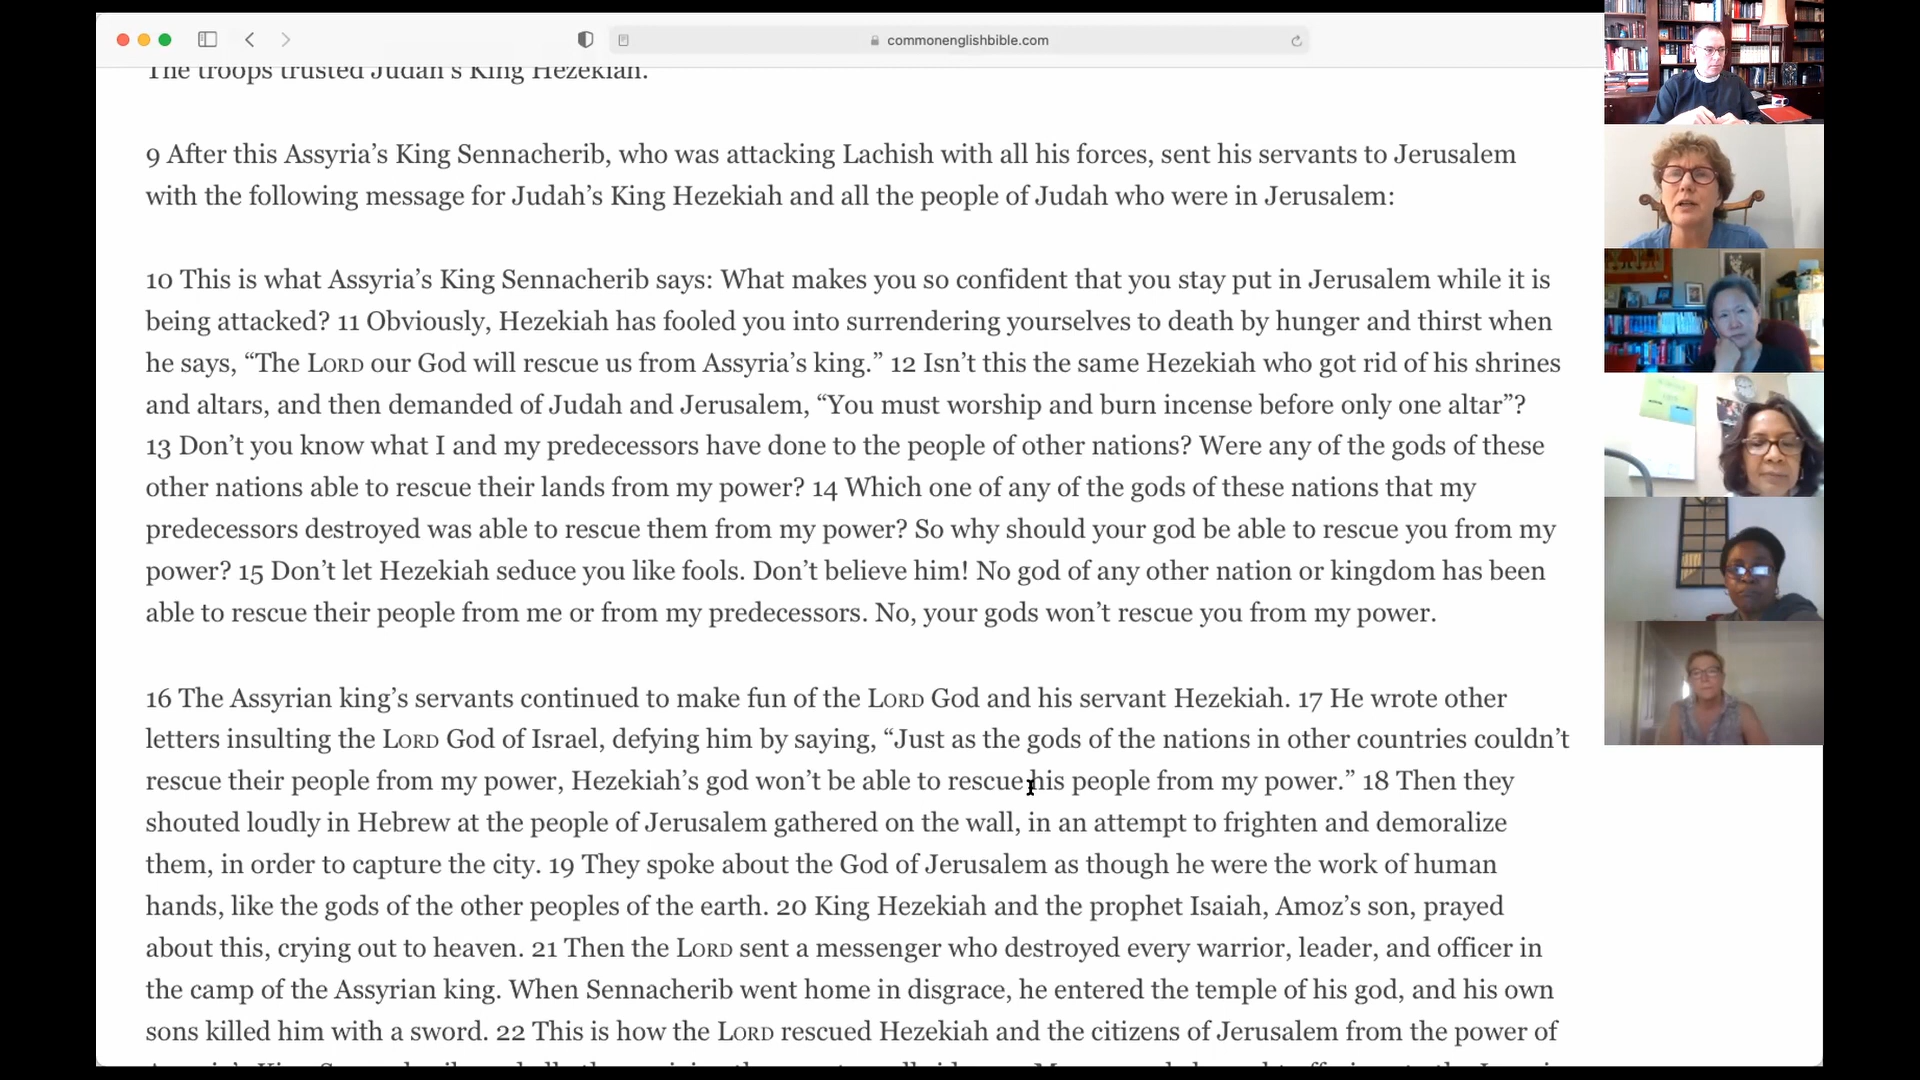 commonenglishbible.com
The troops trusted Judah’s King Hezekiah.
9 After this Assyria’s King Sennacherib, who was attacking Lachish with all his forces, sent his servants to Jerusalem
with the following message for Judah’s King Hezekiah and all the people of Judah who were in Jerusalem:
10 This is what Assyria’s King Sennacherib says: What makes you so confident that you stay put in Jerusalem while it is
being attacked? 11 Obviously, Hezekiah has fooled you into surrendering yourselves to death by hunger and thirst when
he says, “The LORD our God will rescue us from Assyria’s king.” 12 Isn’t this the same Hezekiah who got rid of his shrines
and altars, and then demanded of Judah and Jerusalem, “You must worship and burn incense before only one altar”?
13 Don’t you know what I and my predecessors have done to the people of other nations? Were any of the gods of these
other nations able to rescue their lands from my power? 14 Which one of any of the gods of these nations that my
predecessors destroyed was able to rescue them from my power? So why should your god be able to rescue you from my
power? 15 Don’t let Hezekiah seduce you like fools. Don’t believe him! No god of any other nation or kingdom has been
able to rescue their people from me or from my predecessors. No, your gods won’t rescue you from my power.
16 The Assyrian king’s servants continued to make fun of the LORD God and his servant Hezekiah. 17 He wrote other
letters insulting the LORD God of Israel, defying him by saying, “Just as the gods of the nations in other countries couldn’t
rescue their people from my power, Hezekiah’s god won’t be able to rescue his people from my power.” 18 Then they
shouted loudly in Hebrew at the people of Jerusalem gathered on the wall, in an attempt to frighten and demoralize
them, in order to capture the city. 19 They spoke about the God of Jerusalem as though he were the work of human
hands, like the gods of the other peoples of the earth. 20 King Hezekiah and the prophet Isaiah, Amoz’s son, prayed
about this, crying out to heaven. 21 Then the LORD sent a messenger who destroyed every warrior, leader, and officer in
the camp of the Assyrian king. When Sennacherib went home in disgrace, he entered the temple of his god, and his own
sons killed him with a sword. 22 This is how the LORD rescued Hezekiah and the citizens of Jerusalem from the power of